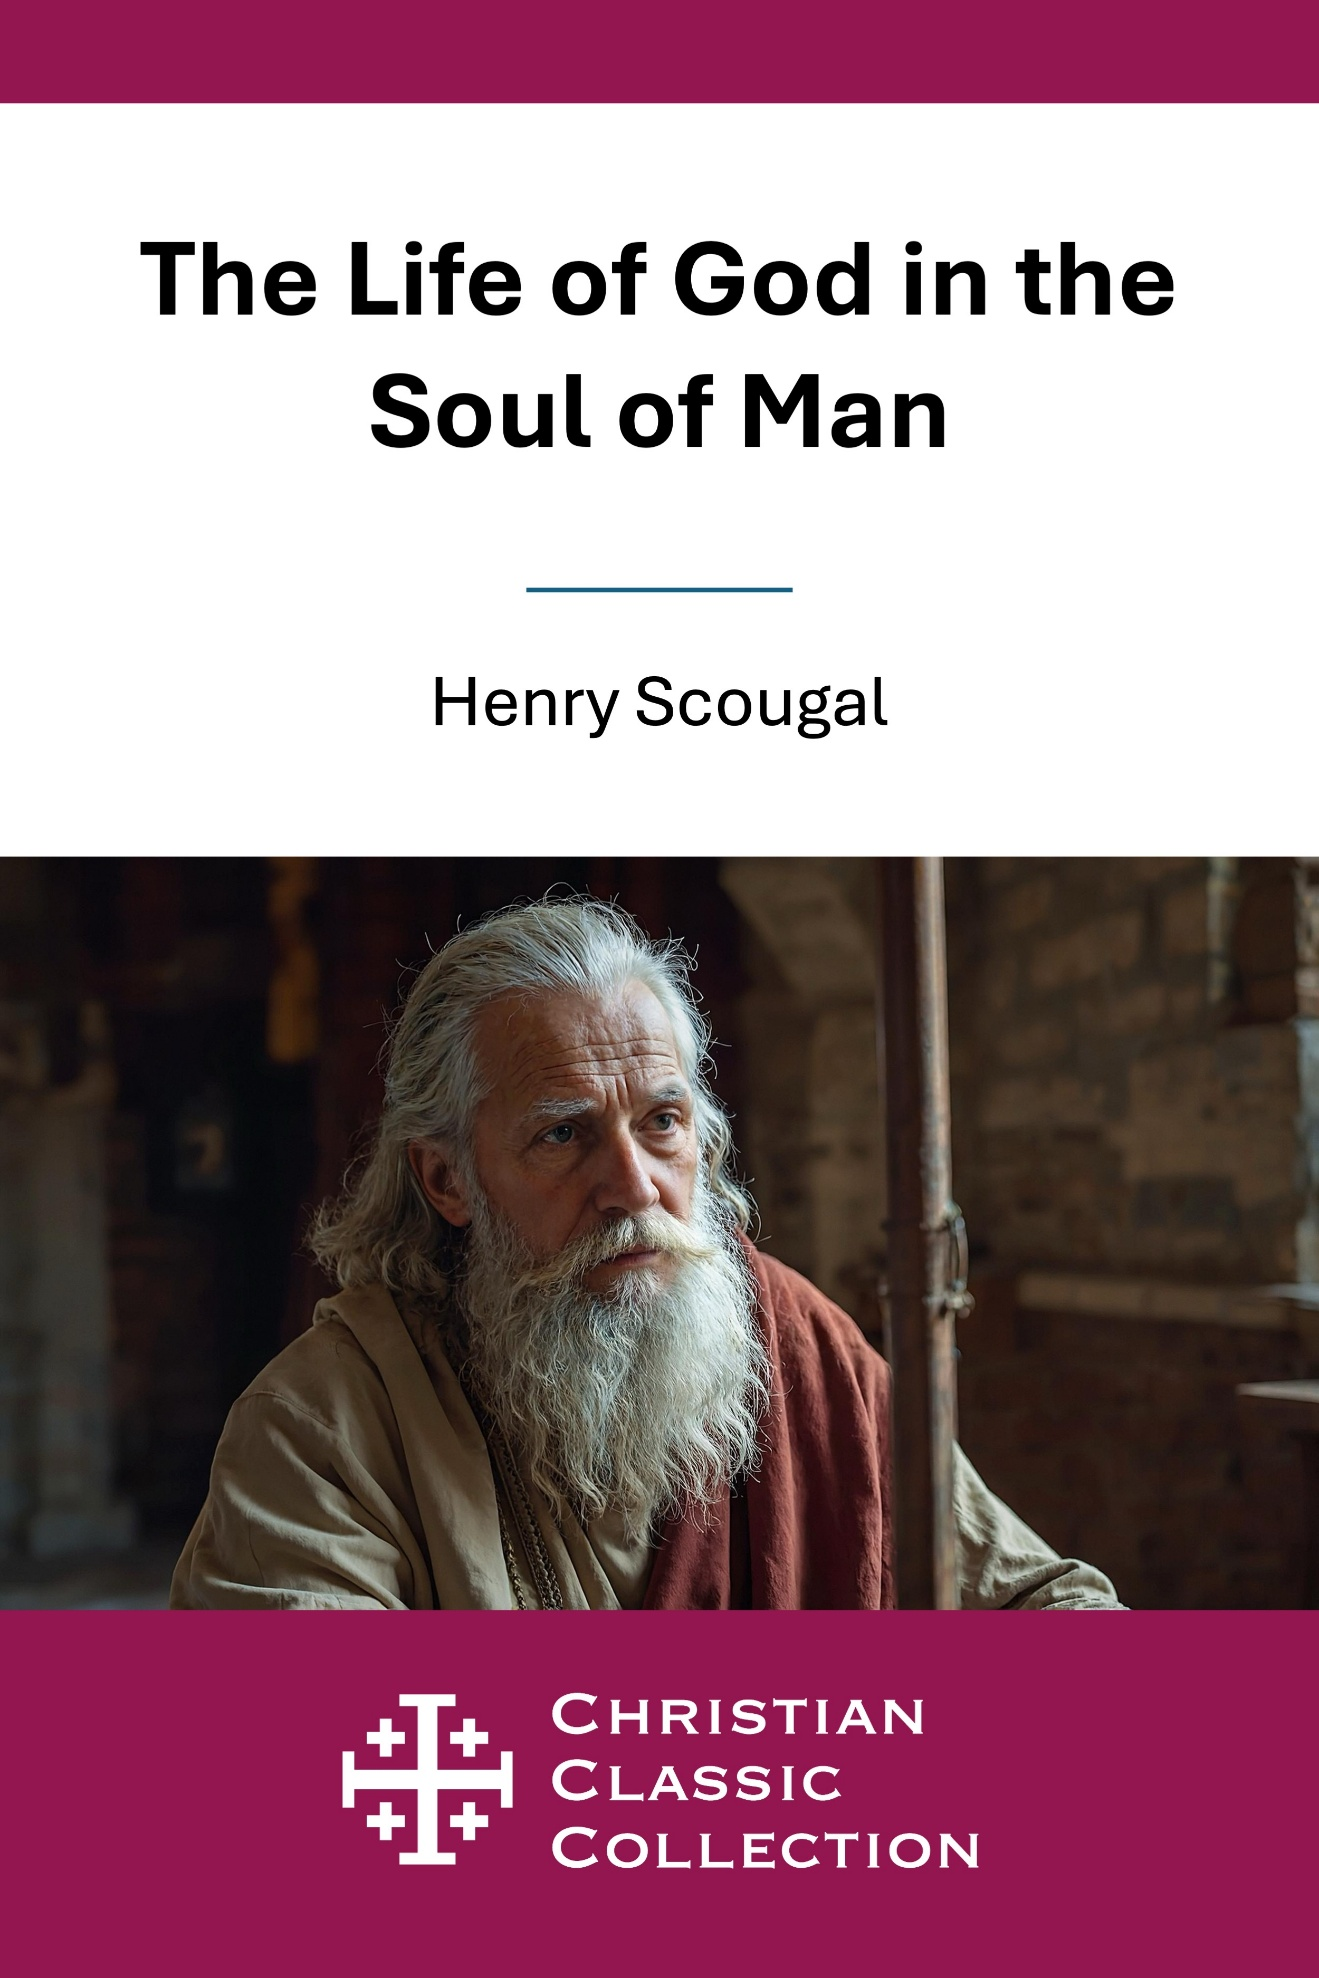 The Life of God in the
Soul of Man
Henry Scougal
CHRISTIAN
CLASSIC
COLLECTION